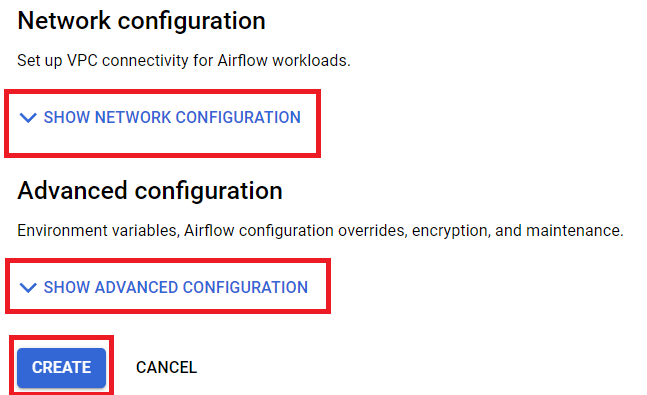 Network configuration
Set up VPC connectivity for Airflow workloads.
SHOW NETWORK CONFIGURATION
Advanced configuration
Environment variables, Airflow configuration overrides, encryption, and maintenance.
SHOW ADVANCED CONFIGURATION
CREATE CANCEL